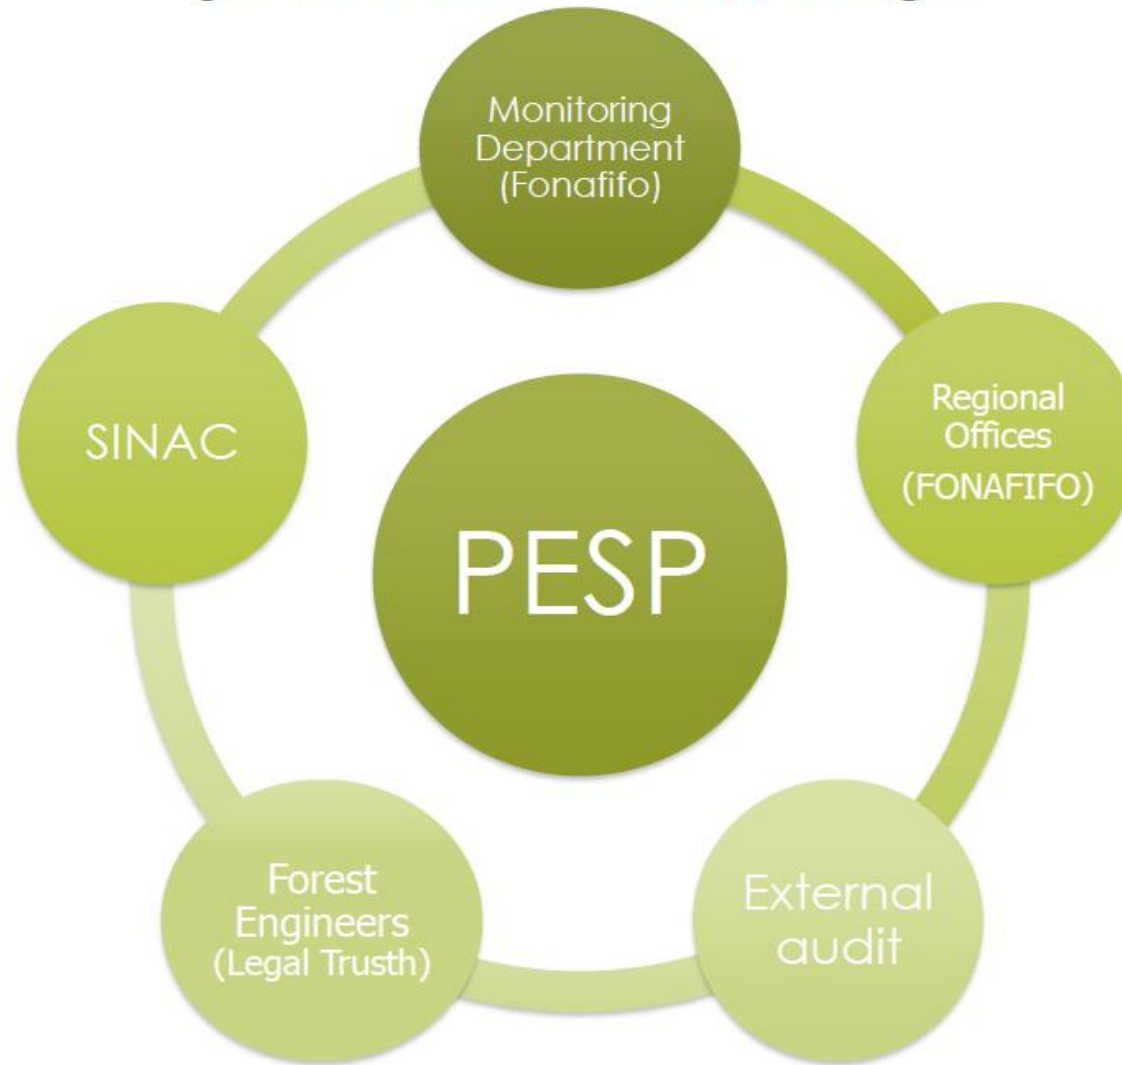 Monitoring
Department
(Fonafifo)
Regional
Offices
(FONAFIFO)
SINAC
PESP
External
audit
Forest
Engineers
(Legal Trusth)